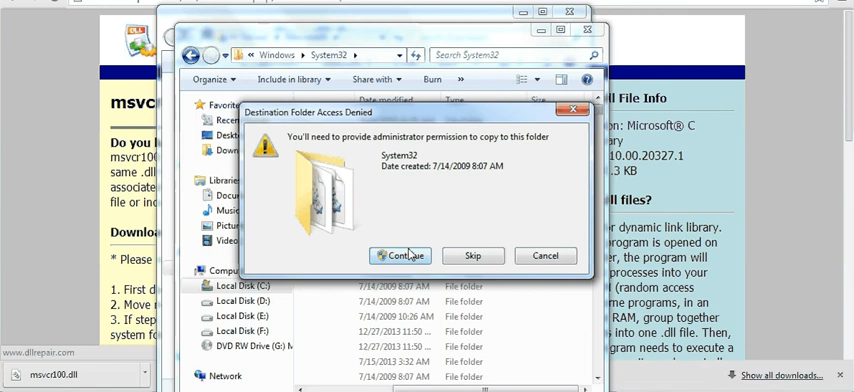 Windows
System32
Search System32
Organize
Include in library
Share with
Burn
Date modified
Type
Size
Destination Folder Access Denied
You'll need to provide administrator permission to copy to this folder
System32
Date created: 7/14/2009 8:07 AM
Continue
Skip
Cancel
Libraries
Local Disk (C:)
Local Disk (D:)
Local Disk (E:)
Local Disk (F:)
DVD RW Drive (G:) M
Network
7/14/2009 8:07 AM File folder
7/14/2009 8:07 AM File folder
7/14/2009 10:26 AM File folder
12/27/2013 11:50 ... File folder
12/27/2013 11:50 ... File folder
7/15/2013 3:32 AM File folder
msvcr
Do you
msvcr100.
same .dll
associate
file or inc
Downloa
* Please
1. First d
2. Move
3. If step
system fo
ll File Info
on: Microsoft® C
rary
10.00.20327.1
.3 KB
ll files?
or dynamic link library.
program is opened on
er, the program will
processes into your
(random access
me programs, in an
RAM, group together
s into one .dll file. Then,
gram needs to execute a
www.dllrepair.com
msvcr100.dll
Show all downloads...